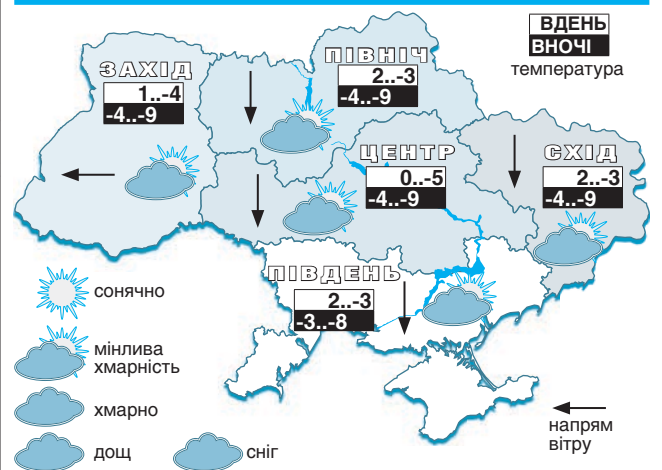 ВДЕНЬ
ВНОЧІ
температура
ЗАХІД
1..-4
-4..-9
ПІВНІЧ
2..-3
-4..-9
ЦЕНТР
0..-5
-4..-9
СХІД
2..-3
-4..-9
ПІВДЕНЬ
2..-3
-3..-8
сонячно
мінлива
хмарність
хмарно
дощ
сніг
напрям
вітру